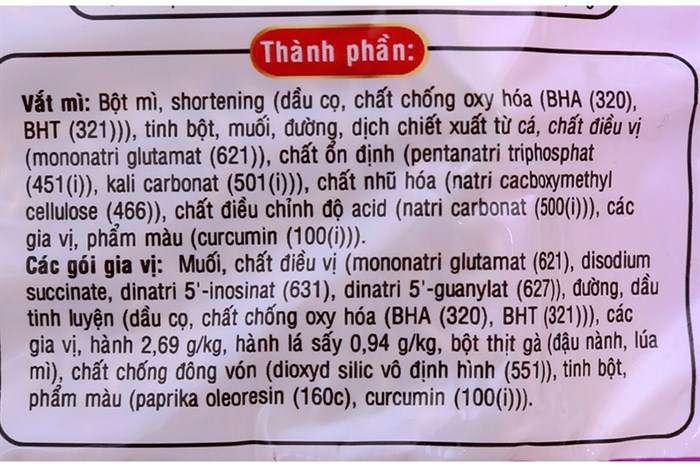 Thành phần:
Vắt mì: Bột mì, shortening (dầu cọ, chất chống oxy hóa (BHA (320),
BHT (321))), tinh bột, muối, đường, dịch chiết xuất từ cá, chất điều vị
(mononatri glutamat (621)), chất ổn định (pentanatri triphosphat
(451(i)), kali carbonat (501(i))), chất nhũ hóa (natri cacboxymethyl
cellulose (466)), chất điều chỉnh độ acid (natri carbonat (500(i))), các
gia vị, phẩm màu (curcumin (100(i))).
Các gói gia vị: Muối, chất điều vị (mononatri glutamat (621), disodium
succinate, dinatri 5'-inosinat (631), dinatri 5'-guanylat (627)), đường, dầu
tinh luyện (dầu cọ, chất chống oxy hóa (BHA (320), BHT (321))), các
gia vị, hành 2,69 g/kg, hành lá sấy 0,94 g/kg, bột thịt gà (đậu nành, lúa
mì), chất chống đông vón (dioxyd silic vô định hình (551)), tinh bột,
phẩm màu (paprika oleoresin (160c), curcumin (100(i))).